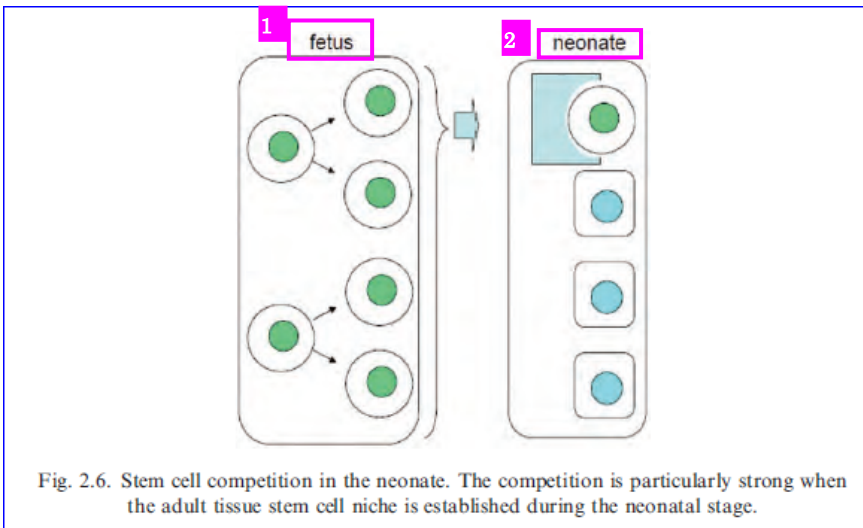 1
fetus
2
neonate
Fig. 2.6. Stem cell competition in the neonate. The competition is particularly strong when
the adult tissue stem cell niche is established during the neonatal stage.